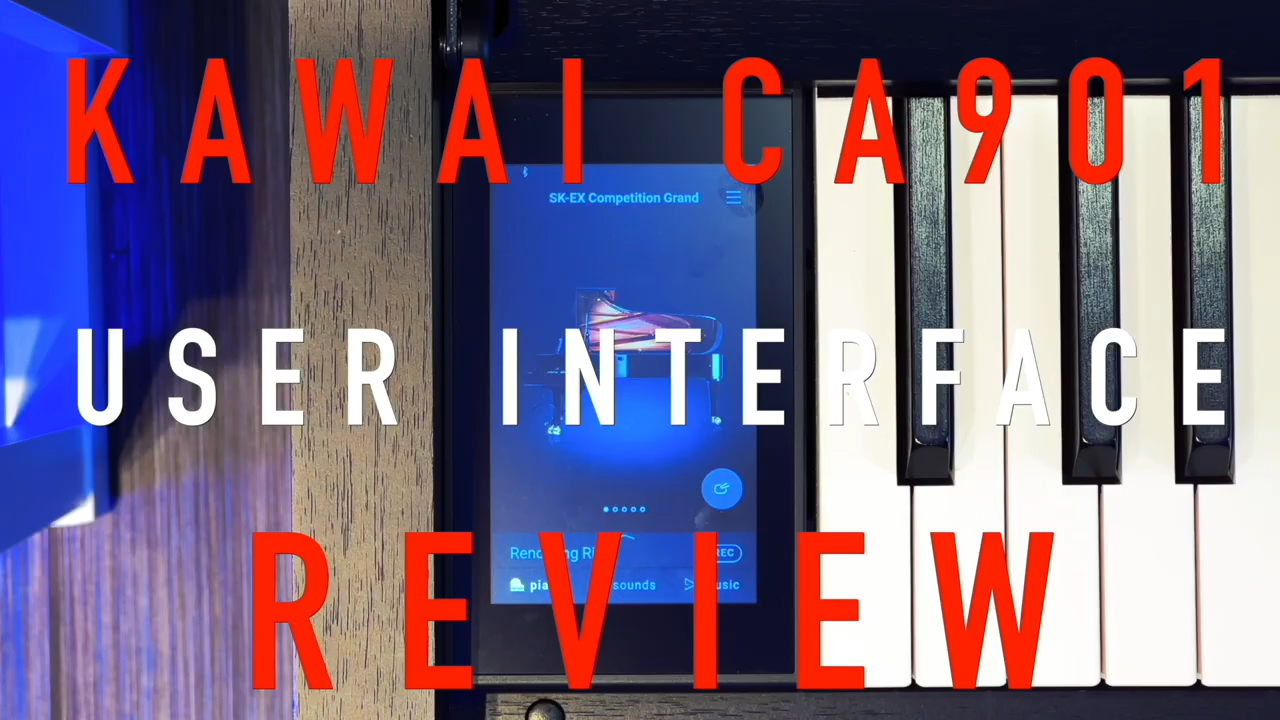 KAWAI CA901
SK-EX Competition Grand
USER INTERFACE
REC
sounds
REVIEW